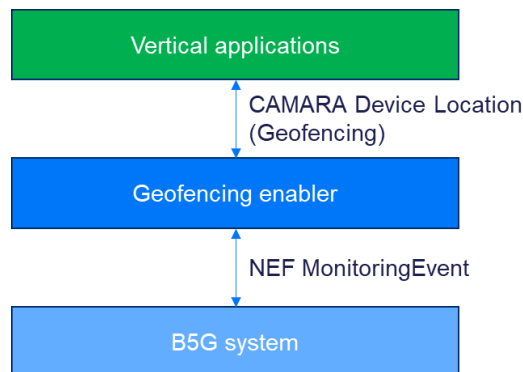 Vertical applications
CAMARA Device Location
(Geofencing)
Geofencing enabler
NEF MonitoringEvent
B5G system